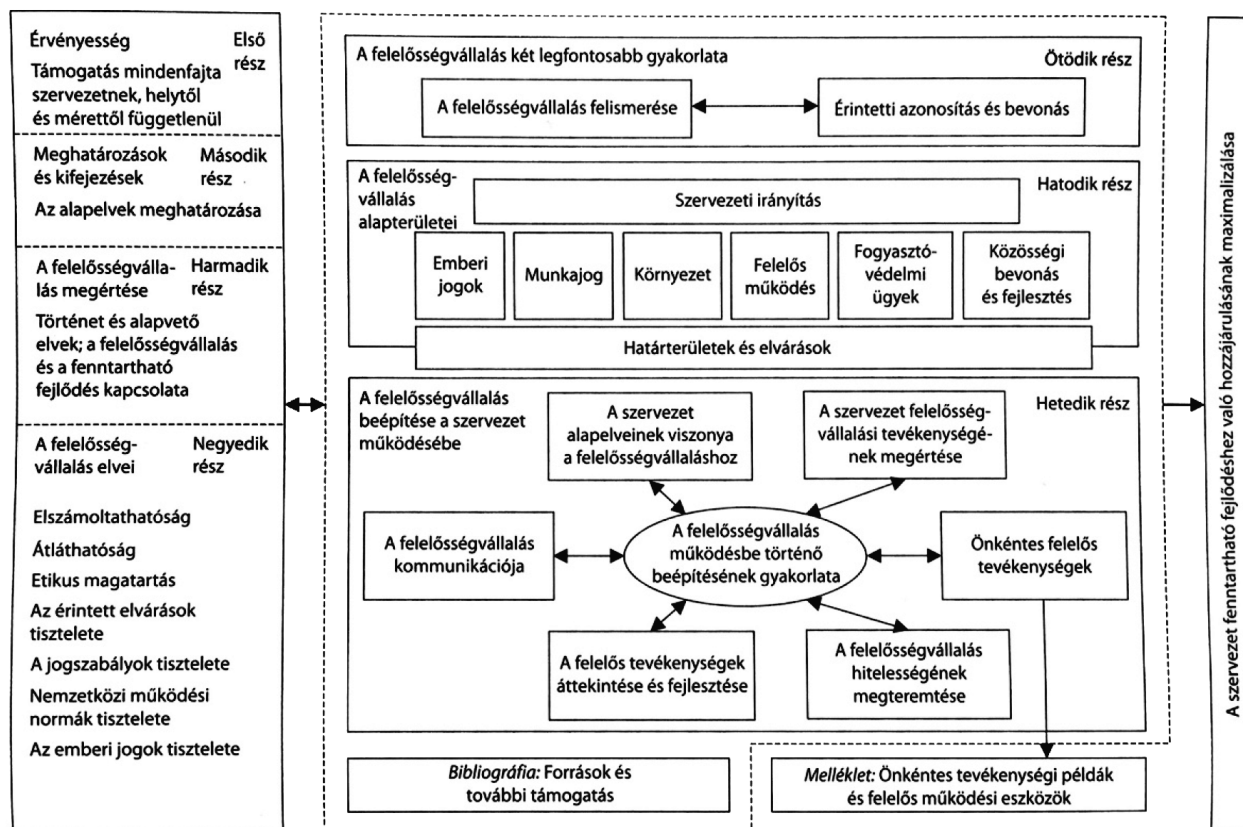 Érvényesség Első rész
Támogatás mindenfajta
szervezetnek, helytől
és mérettől függetlenül
Meghatározások Második
és kifejezések rész
Az alapelvek meghatározása
A felelősségválla- Harmadik
lás megértése rész
Történet és alapvető
elvek; a felelősségvállalás
és a fenntartható
fejlődés kapcsolata
A felelősség- Negyedik
vállalás elvei rész
Elszámoltathatóság
Átláthatóság
Etikus magatartás
Az érintett elvárások
tisztelete
A jogszabályok tisztelete
Nemzetközi működési
normák tisztelete
Az emberi jogok tisztelete
A felelősségvállalás két legfontosabb gyakorlata Ötödik rész
A felelősségvállalás felismerése
Érintetti azonosítás és bevonás
A felelősség-
vállalás
alapterületei
Hatodik rész
Szervezeti irányítás
Emberi
jogok
Munkajog
Környezet
Felelős
működés
Fogyasztó-
védelmi
ügyek
Közösségi
bevonás
és fejlesztés
Határterületek és elvárások
A felelősségvállalás
beépítése a szervezet
működésébe
Hetedik rész
A szervezet
alapelveinek viszonya
a felelősségvállaláshoz
A szervezet felelősség-
vállalási tevékenységé-
nek megértése
A felelősségvállalás
kommunikációja
A felelősségvállalás
működésbe történő
beépítésének gyakorlata
Önkéntes felelős
tevékenységek
A felelős tevékenységek
áttekintése és fejlesztése
A felelősségvállalás
hitelességének
megteremtése
Bibliográfia: Források és
további támogatás
Melléklet: Önkéntes tevékenységi példák
és felelős működési eszközök
A szervezet fenntartható fejlődéshez való hozzájárulásának maximalizálása